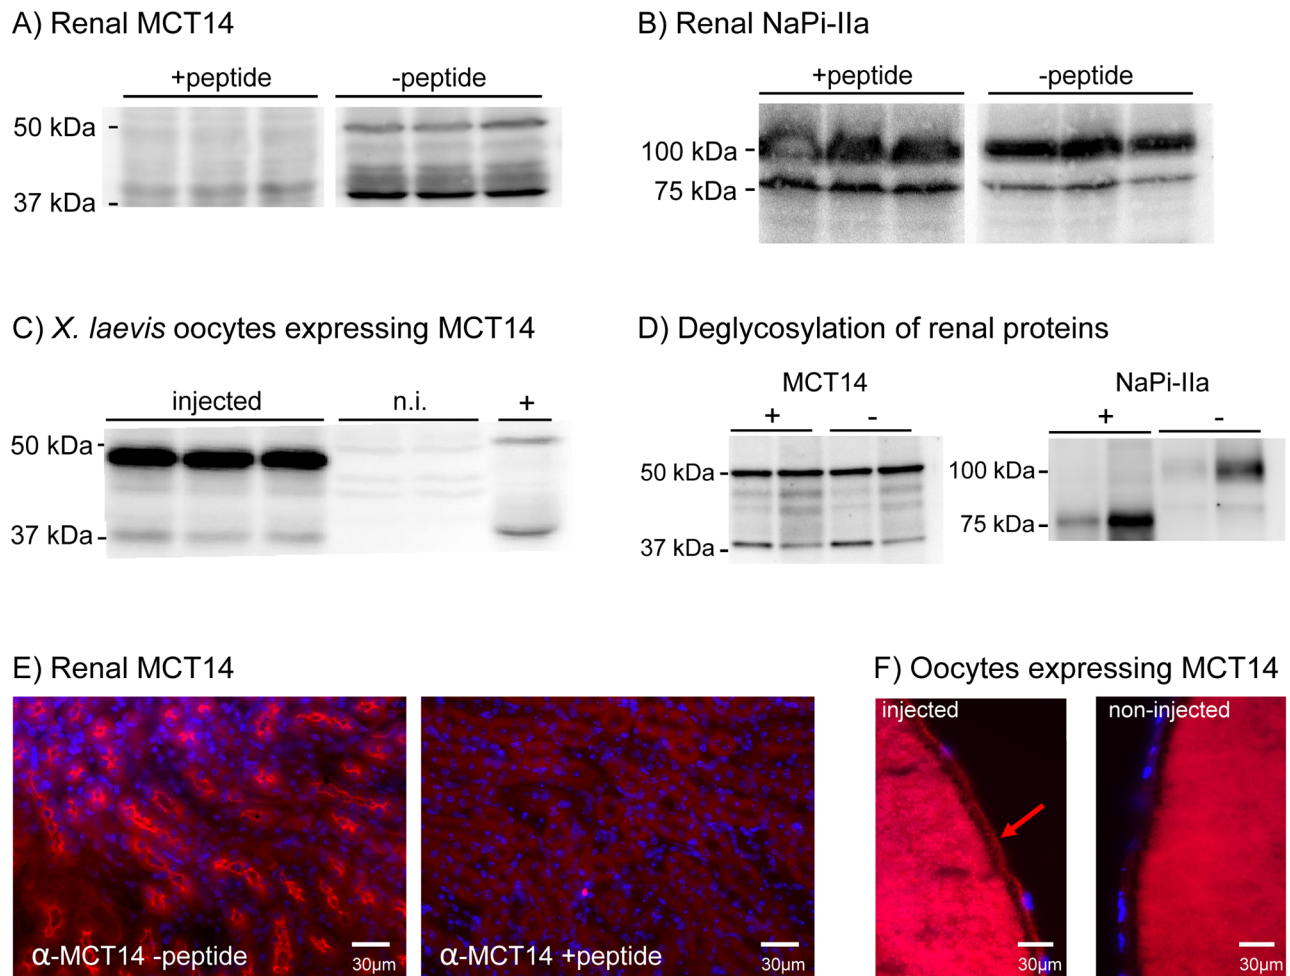 A) Renal MCT14
+peptide
-peptide
50 kDa
37 kDa
B) Renal NaPi-IIa
+peptide
-peptide
100 kDa
75 kDa
C) X. laevis oocytes expressing MCT14
injected
n.i.
+
50 kDa
37 kDa
D) Deglycosylation of renal proteins
MCT14
NaPi-IIa
+
-
+
-
50 kDa
37 kDa
100 kDa
75 kDa
E) Renal MCT14
α-MCT14 -peptide
30µm
α-MCT14 +peptide
30µm
F) Oocytes expressing MCT14
injected
30µm
non-injected
30µm